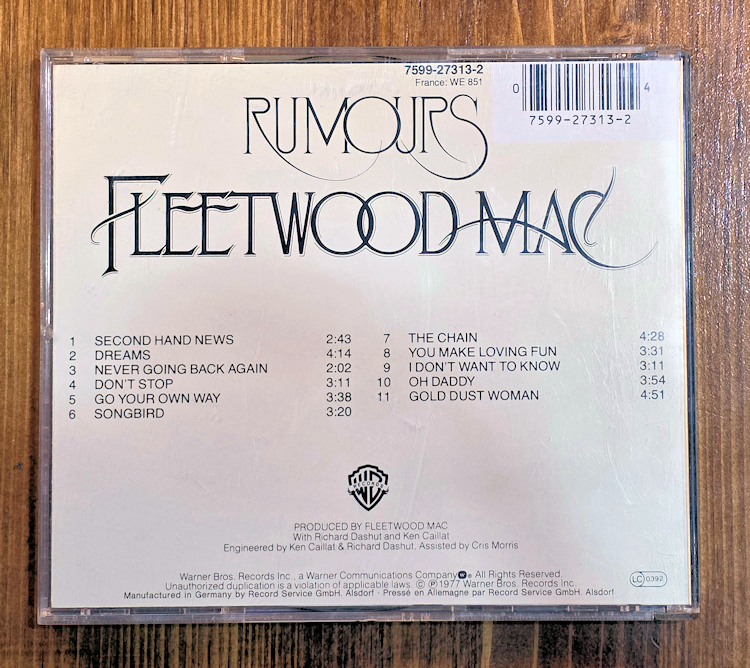 7599-27313-2
France: WE 851
0 4
7599-27313-2
RUMOURS
FLEETWOOD MAC
1 SECOND HAND NEWS 2:43
2 DREAMS 4:14
3 NEVER GOING BACK AGAIN 2:02
4 DON'T STOP 3:11
5 GO YOUR OWN WAY 3:38
6 SONGBIRD 3:20
7 THE CHAIN 4:28
8 YOU MAKE LOVING FUN 3:31
9 I DON'T WANT TO KNOW 3:11
10 OH DADDY 3:54
11 GOLD DUST WOMAN 4:51
WB
RECORDS
PRODUCED BY FLEETWOOD MAC
With Richard Dashut and Ken Caillat
Engineered by Ken Caillat & Richard Dashut, Assisted by Cris Morris
Warner Bros. Records Inc., a Warner Communications Company ® All Rights Reserved.
Unauthorized duplication is a violation of applicable laws. © ℗ 1977 Warner Bros. Records Inc.
Manufactured in Germany by Record Service GmbH. Alsdorf · Pressé en Allemagne par Record Service GmbH. Alsdorf
LC 0392